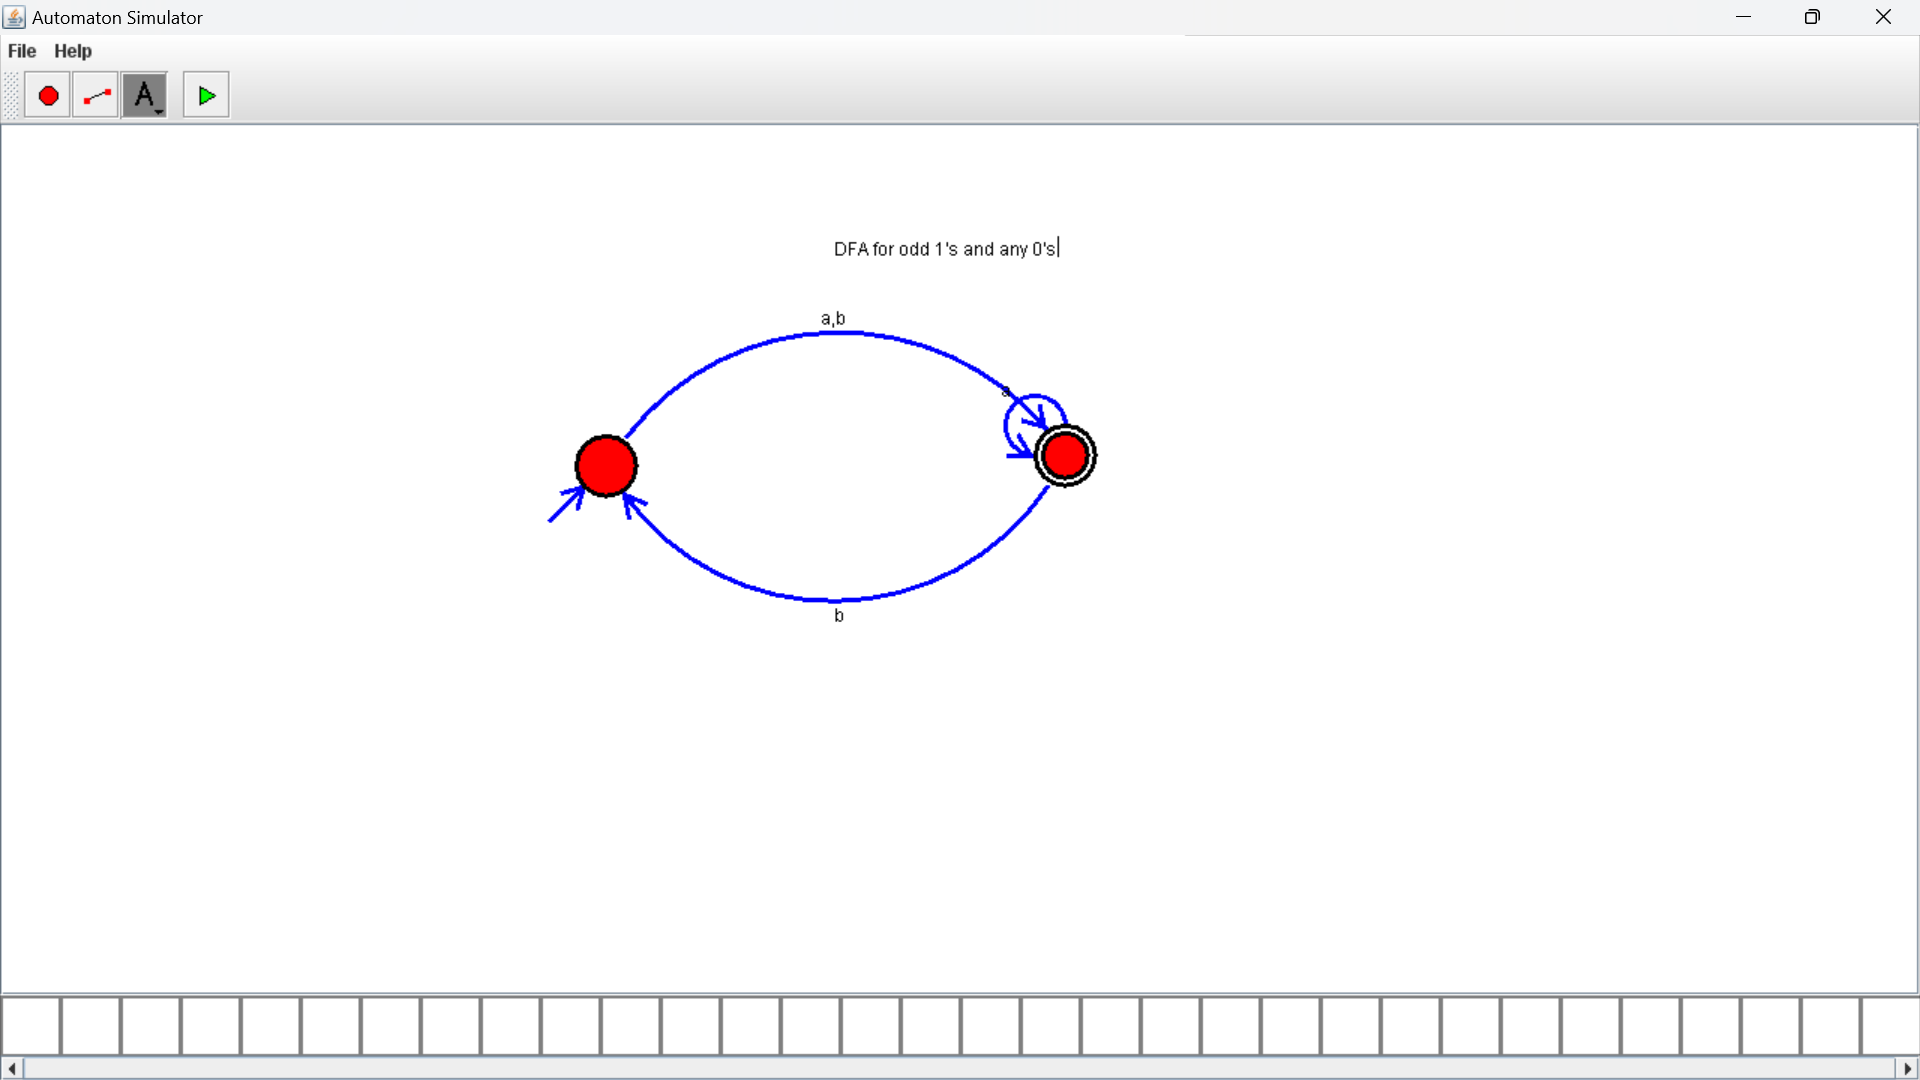 Automaton Simulator
File Help
A
DFA for odd 1's and any 0's
a,b
a
b